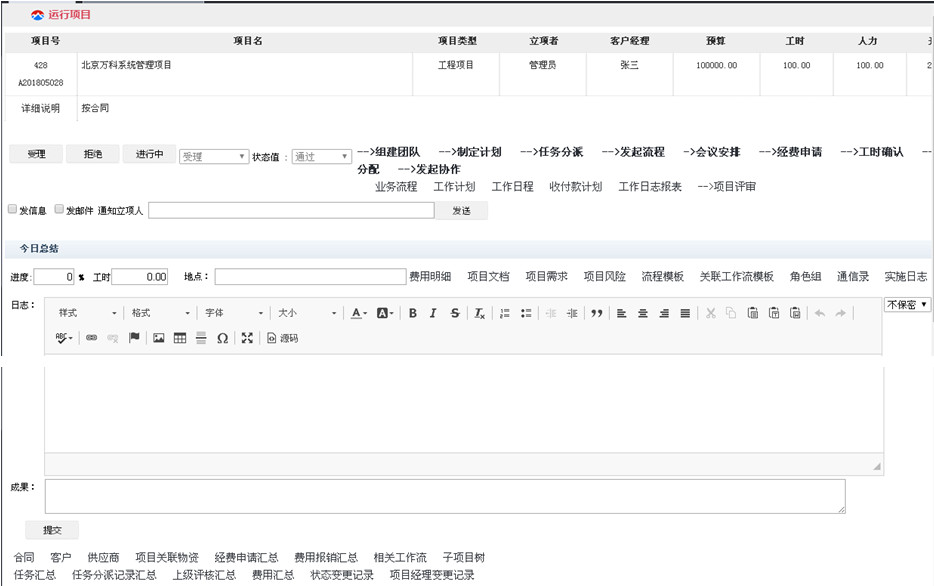 运行项目
项目号 项目名 项目类型 立项者 客户经理 预算 工时 人力
428 北京万科系统管理项目 工程项目 管理员 张三 100000.00 100.00 100.00 2
A201805028
详细说明 按合同
受理 拒绝 进行中 受理 状态值 : 通过 -->组建团队 -->制定计划 -->任务分派 -->发起流程 ->会议安排 -->经费申请 -->工时确认 --
分配 -->发起协作
业务流程 工作计划 工作日程 收付款计划 工作日志报表 -->项目评审
发信息 发邮件 通知立项人 发送
今日总结
进度: 0 % 工时 0.00 地点: 费用明细 项目文档 项目需求 项目风险 流程模板 关联工作流模板 角色组 通信录 实施日志
日志: 样式 格式 字体 大小 A A B I S Tx 不保密
ABC Ω 源码
成果:
提交
合同 客户 供应商 项目关联物资 经费申请汇总 费用报销汇总 相关工作流 子项目树
任务汇总 任务分派记录汇总 上级评核汇总 费用汇总 状态变更记录 项目经理变更记录